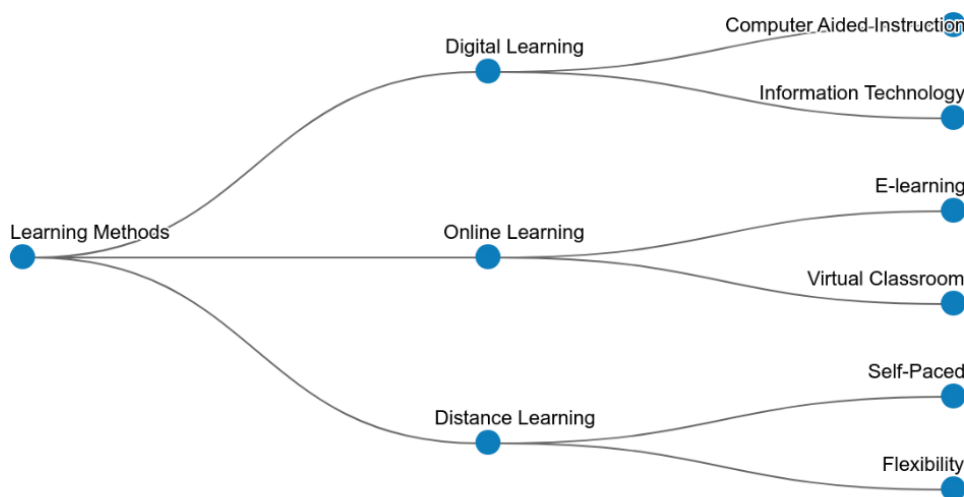 Computer Aided Instruction
Digital Learning
Information Technology
E-learning
Learning Methods
Online Learning
Virtual Classroom
Self-Paced
Distance Learning
Flexibility